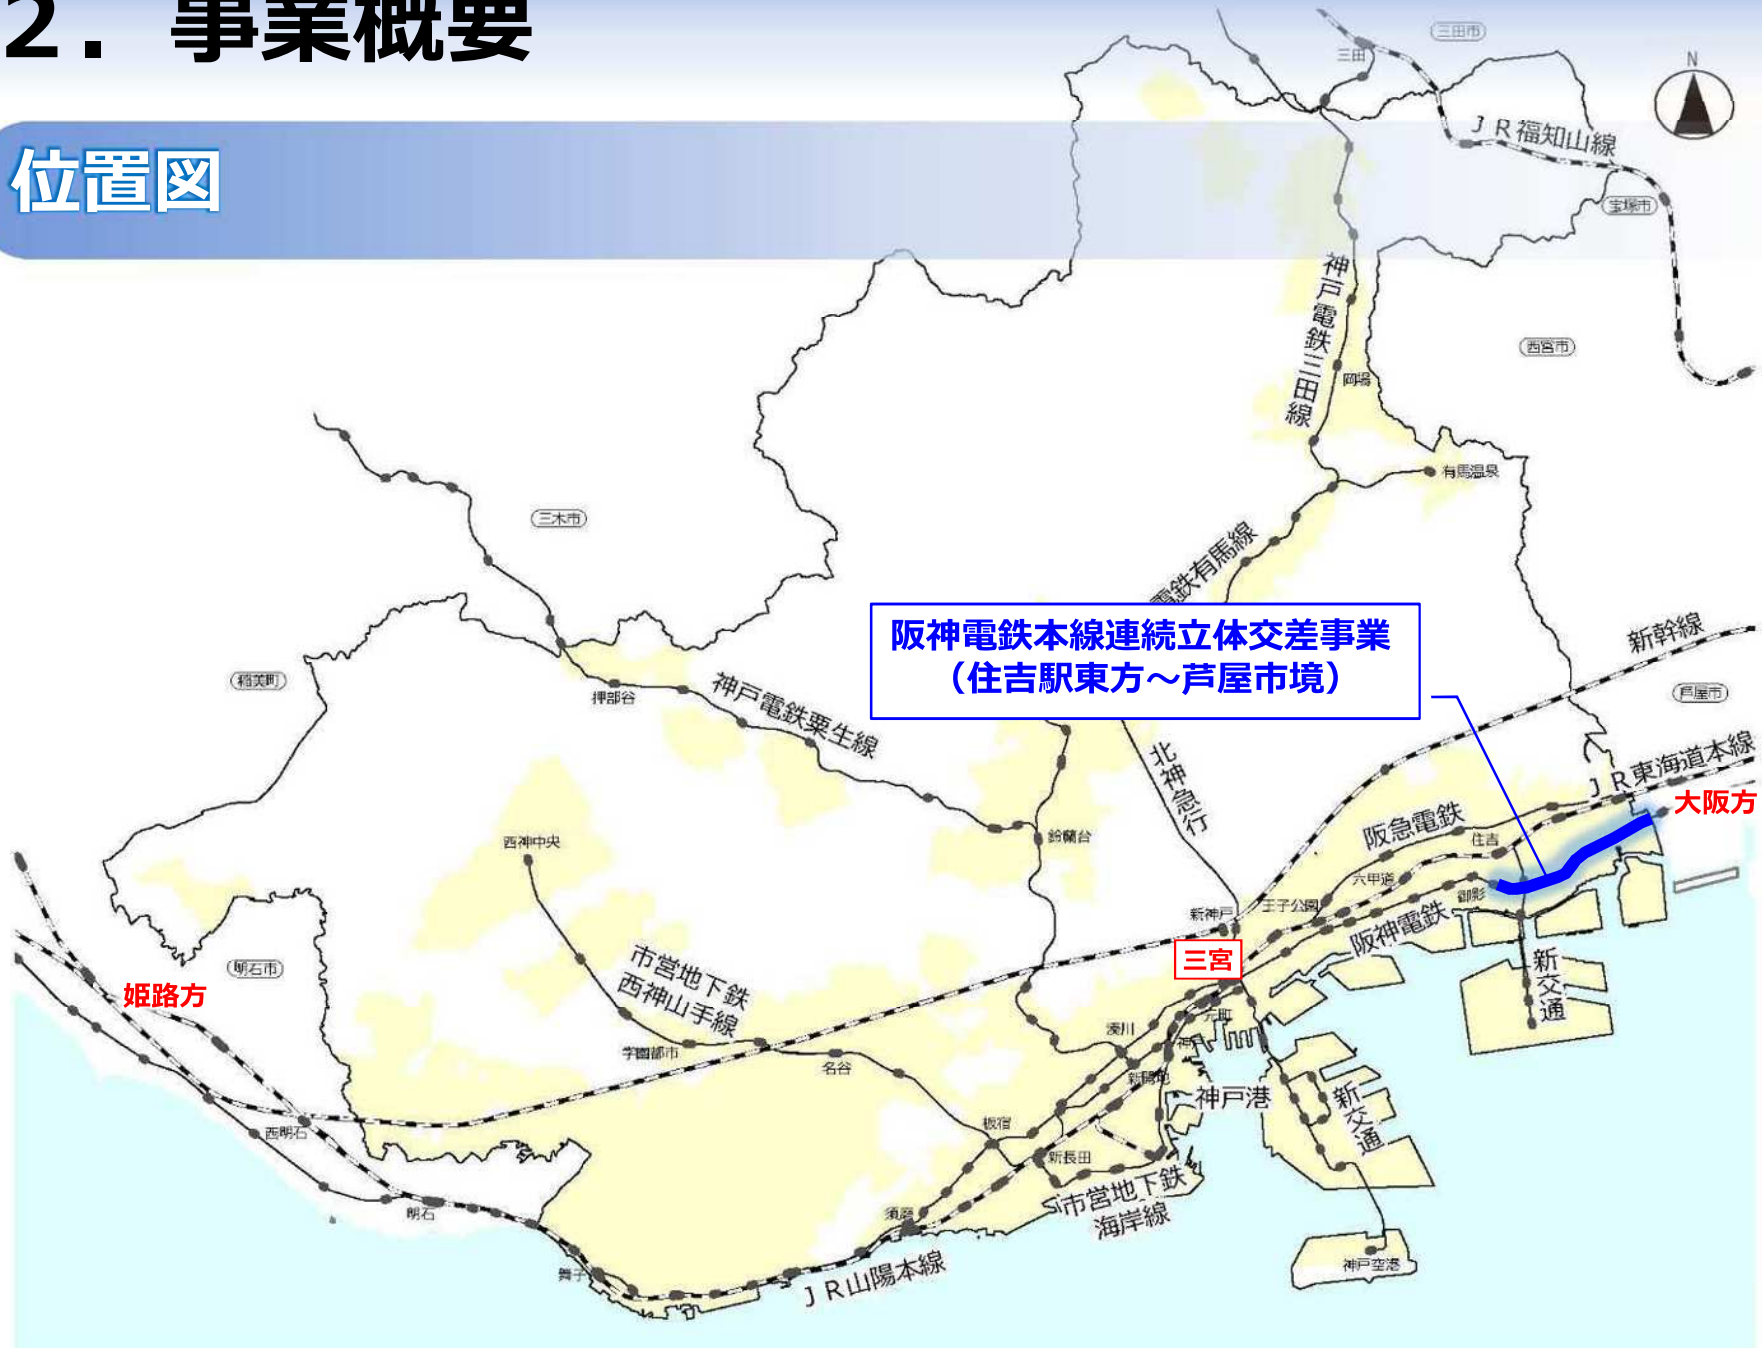 2．事業概要
位置図
三田市
三田
N
ＪＲ福知山線
宝塚市
神戸電鉄三田線
西宮市
岡場
有馬温泉
三木市
電鉄有馬線
阪神電鉄本線連続立体交差事業
（住吉駅東方～芦屋市境）
新幹線
稲美町
芦屋市
押部谷
神戸電鉄粟生線
北神急行
ＪＲ東海道本線
大阪方
阪急電鉄
住吉
鈴蘭台
西神中央
六甲道
御影
王子公園
新神戸
阪神電鉄
三宮
新交通
市営地下鉄
西神山手線
明石市
姫路方
元町
湊川
神戸
学園都市
名谷
新開地
神戸港
新交通
板宿
西明石
新長田
市営地下鉄
海岸線
明石
須磨
舞子
ＪＲ山陽本線
神戸空港